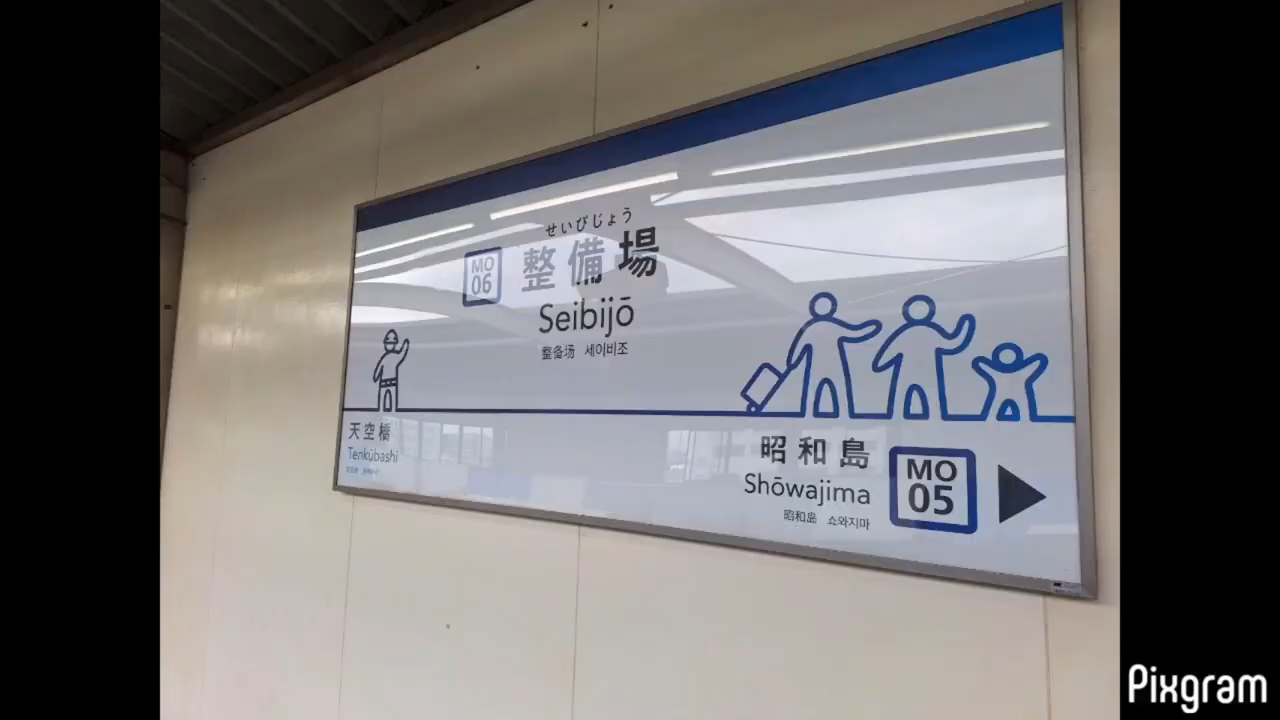 せいびじょう
MO
06
整備場
Seibijō
整备场 세이비조
天空橋
Tenkūbashi
昭和島
Shōwajima
昭和岛 쇼와지마
MO
05
Pixgram